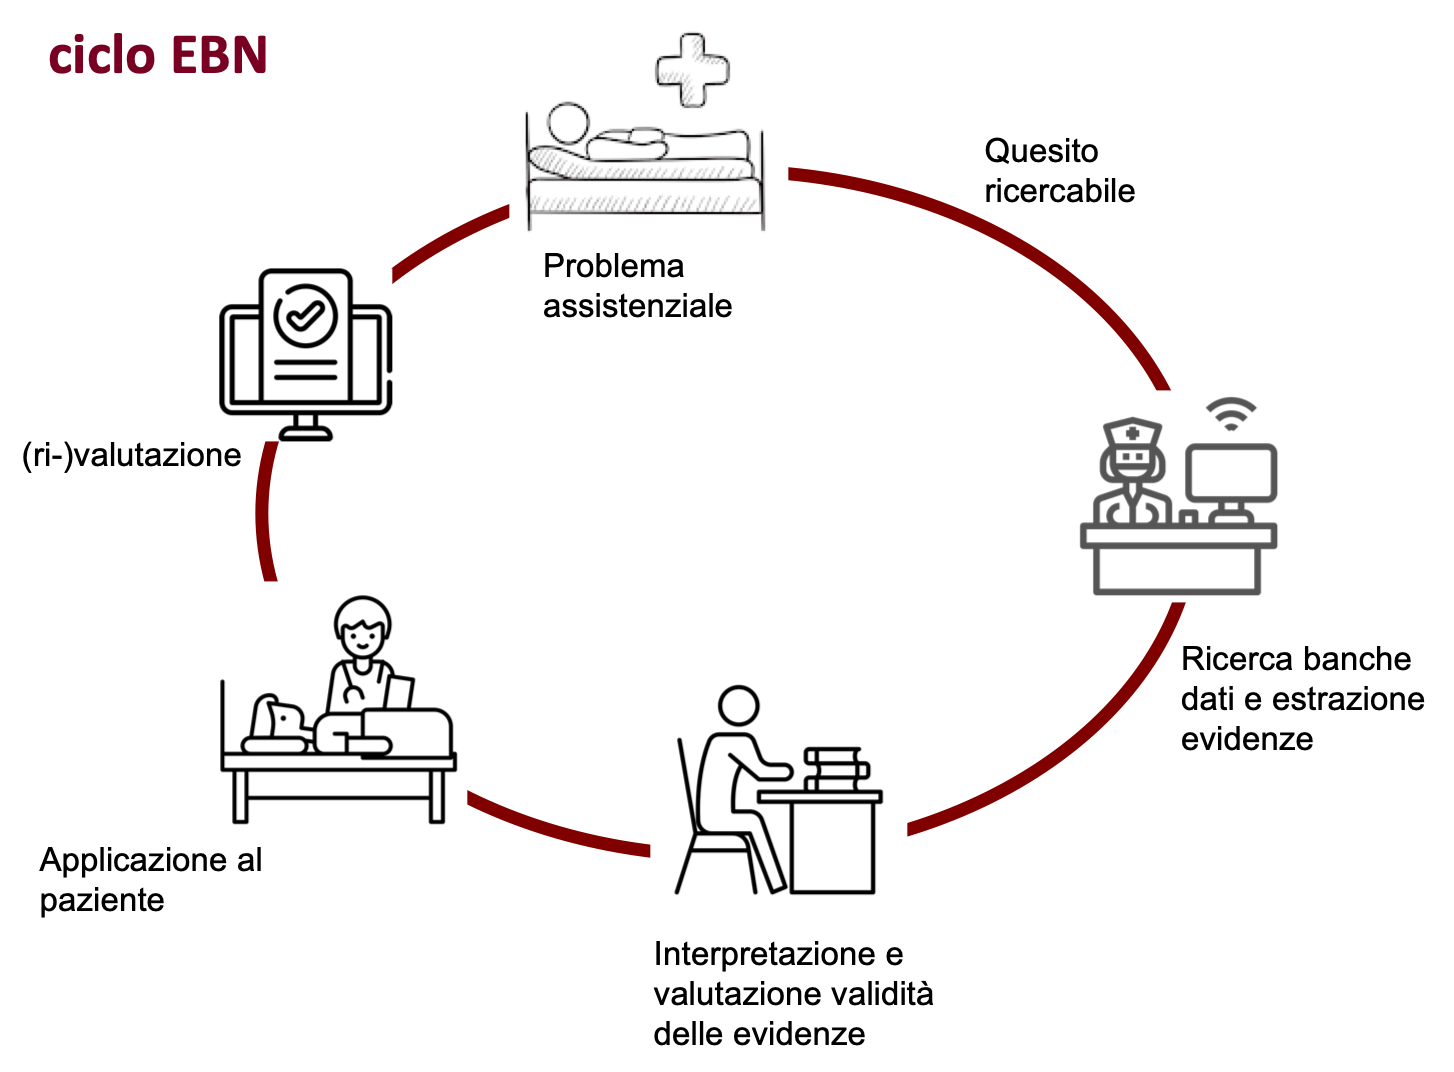 ciclo EBN
Problema
assistenziale
Quesito
ricercabile
Ricerca banche
dati e estrazione
evidenze
Interpretazione e
valutazione validità
delle evidenze
Applicazione al
paziente
(ri-)valutazione